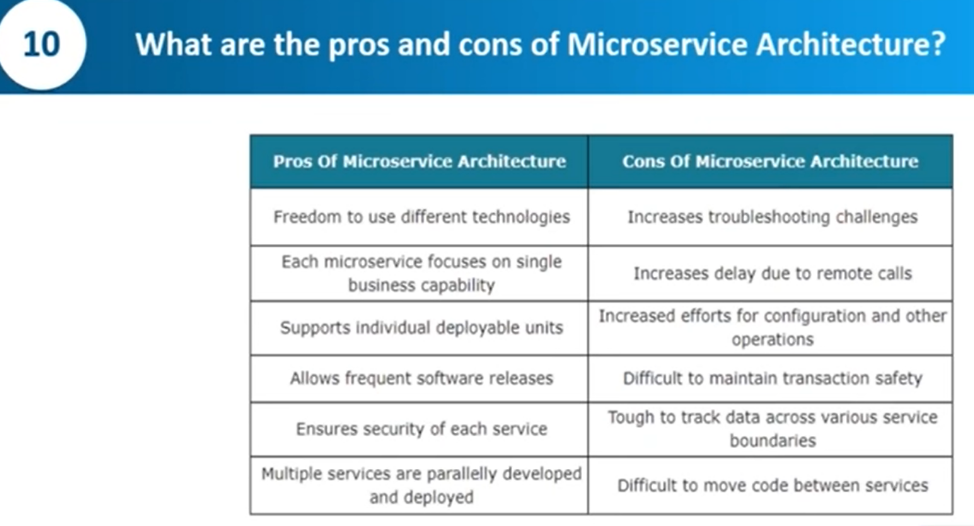 10
What are the pros and cons of Microservice Architecture?
Pros Of Microservice Architecture
Cons Of Microservice Architecture
Freedom to use different technologies
Increases troubleshooting challenges
Each microservice focuses on single
business capability
Increases delay due to remote calls
Supports individual deployable units
Increased efforts for configuration and other
operations
Allows frequent software releases
Difficult to maintain transaction safety
Ensures security of each service
Tough to track data across various service
boundaries
Multiple services are parallelly developed
and deployed
Difficult to move code between services